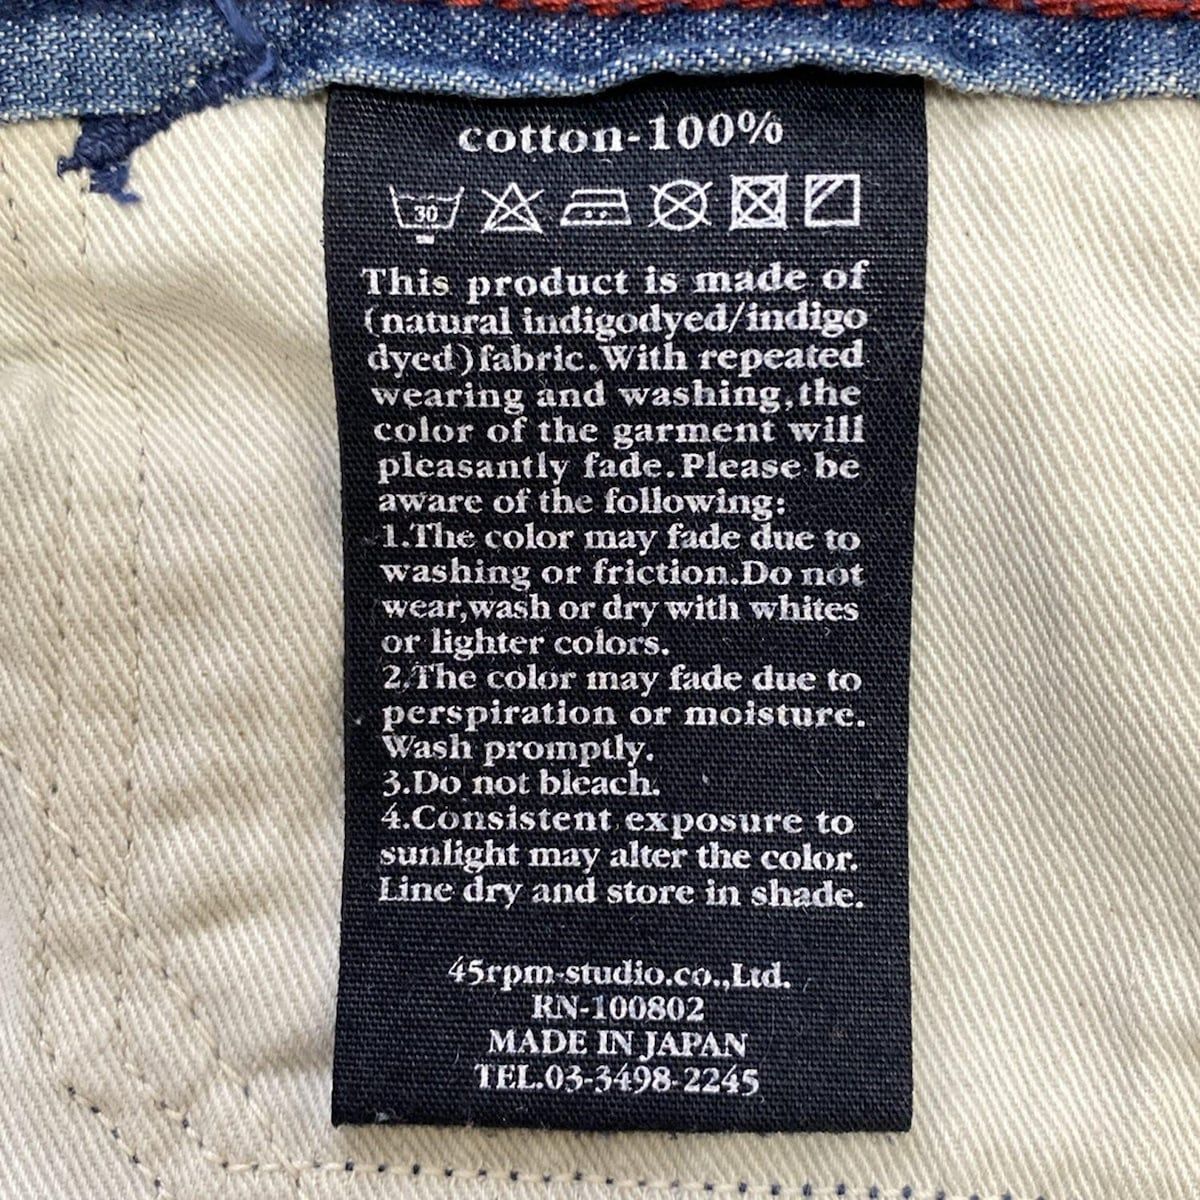 cotton-100%
30
This product is made of
(natural indigodyed/indigo
dyed)fabric.With repeated
wearing and washing,the
color of the garment will
pleasantly fade.Please be
aware of the following:
1.The color may fade due to
washing or friction.Do not
wear,wash or dry with whites
or lighter colors.
2.The color may fade due to
perspiration or moisture.
Wash promptly.
3.Do not bleach.
4.Consistent exposure to
sunlight may alter the color.
Line dry and store in shade.
45rpm-studio.co.,Ltd.
RN-100802
MADE IN JAPAN
TEL.03-3498-2245